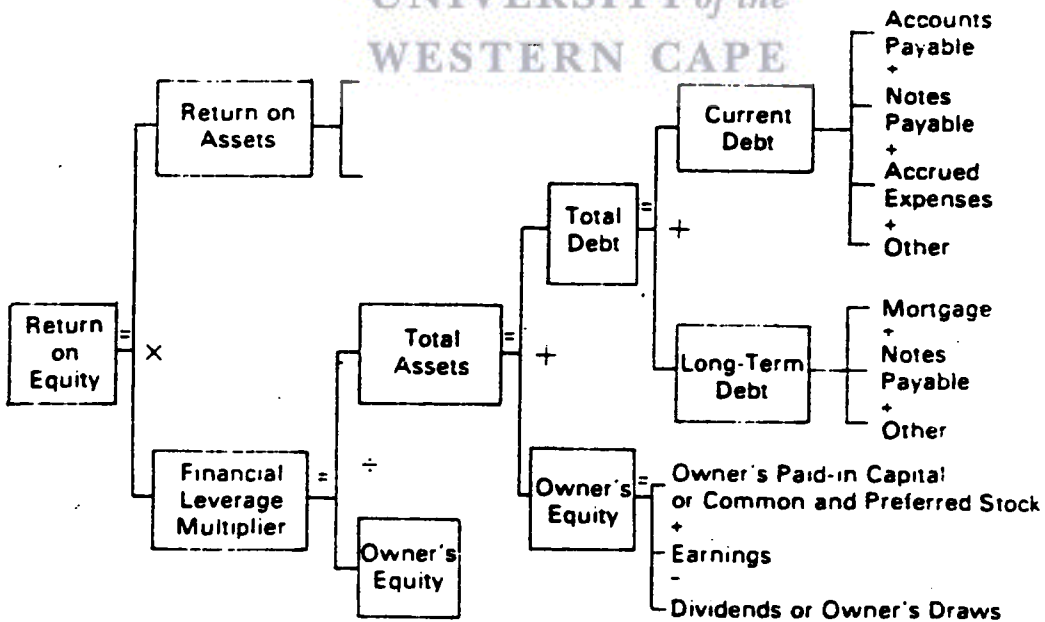 UNIVERSITY of the
WESTERN CAPE
Accounts
Payable
+
Notes
Payable
+
Accrued
Expenses
+
Other
Return on
Assets
Current
Debt
Total
Debt
=
+
Return
on
Equity
=
×
Total
Assets
=
+
Long-Term
Debt
Mortgage
+
Notes
Payable
+
Other
Financial
Leverage
Multiplier
=
÷
Owner's
Equity
Owner's
Equity
=
Owner's Paid-in Capital
or Common and Preferred Stock
+
Earnings
-
Dividends or Owner's Draws